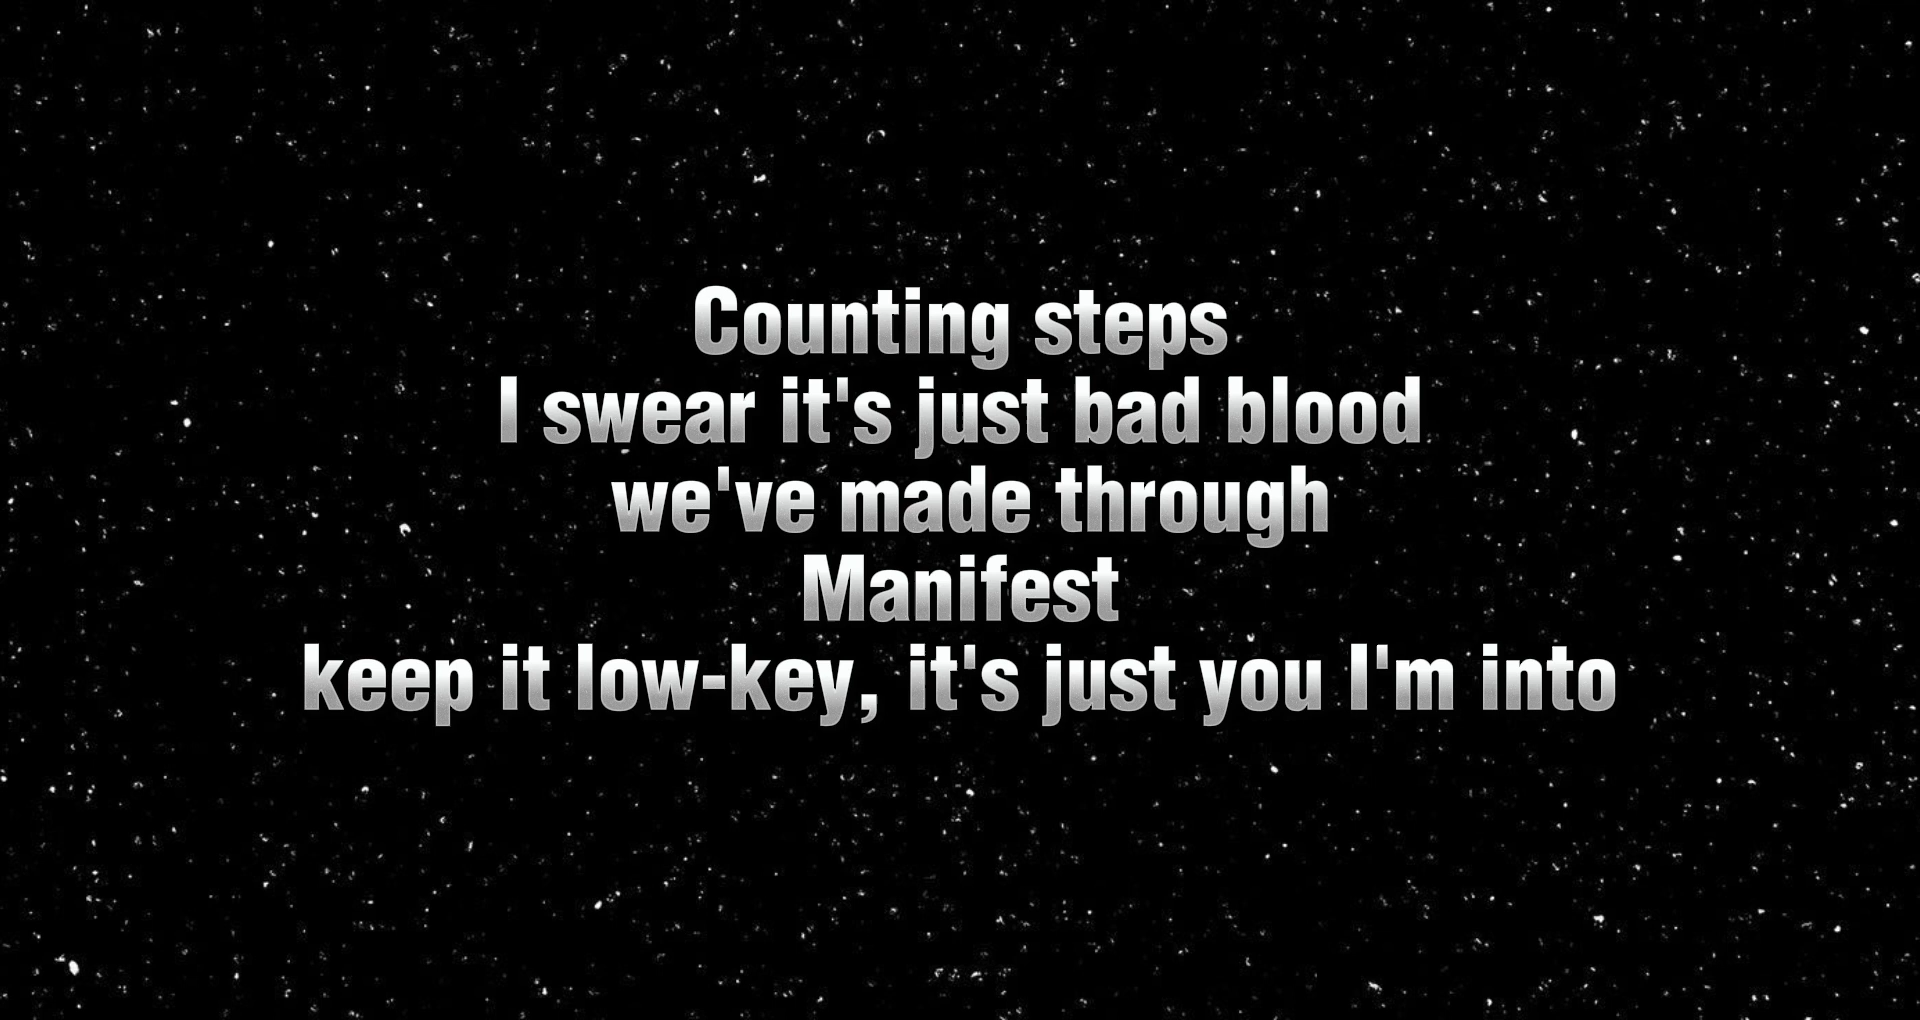 Counting steps
I swear it's just bad blood
we've made through
Manifest
keep it low-key, it's just you I'm into